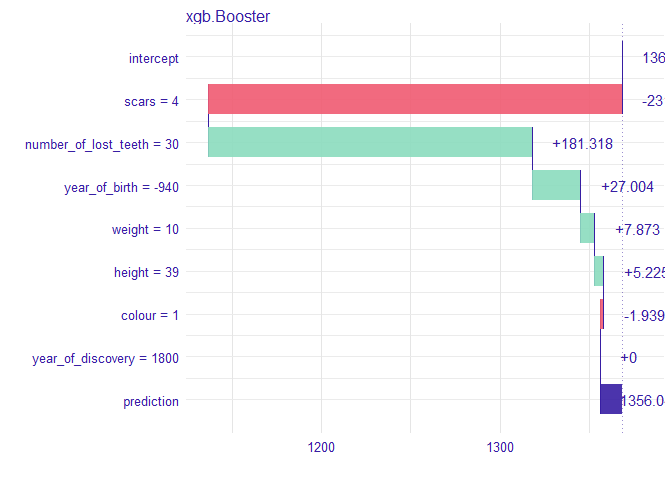 xgb.Booster
intercept 136
scars = 4 -23
number_of_lost_teeth = 30 +181.318
year_of_birth = -940 +27.004
weight = 10 +7.873
height = 39 +5.225
colour = 1 -1.939
year_of_discovery = 1800 +0
prediction 1356.0
1200 1300